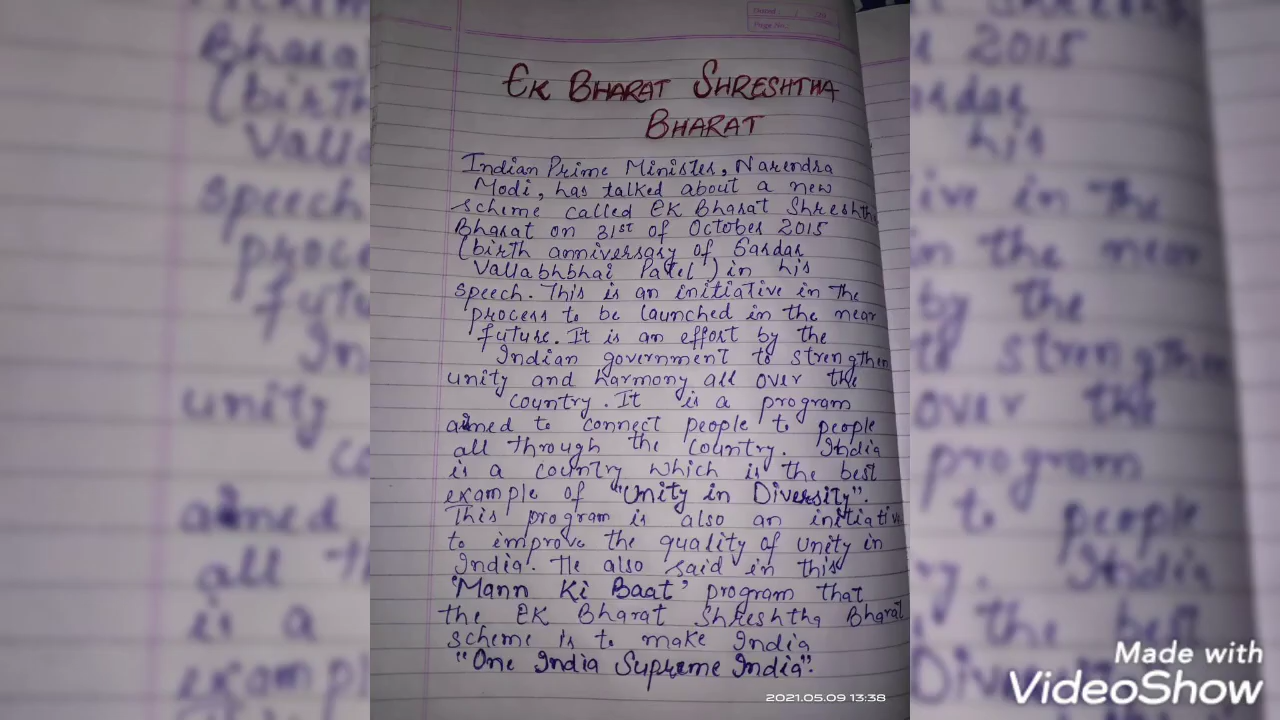 EK BHARAT SHRESHTHA
BHARAT
Indian Prime Minister, Narendra
Modi, has talked about a new
scheme called EK Bharat Shreshtha
Bharat on 31st of October 2015
(birth anniversary of Sardar
Vallabhbhai Patel) in his
speech. This is an initiative in the
process to be launched in the near
future. It is an effort by the
Indian government to strengthen
unity and harmony all over the
country. It is a program
aimed to connect people to people
all through the country. India
is a country which is the best
example of "Unity in Diversity".
This program is also an initiative
to improve the quality of unity in
India. He also said in this
'Mann Ki Baat' program that
the EK Bharat Shreshtha Bharat
scheme is to make India
"One India Supreme India".
2021.05.09 13:38
Made with
VideoShow